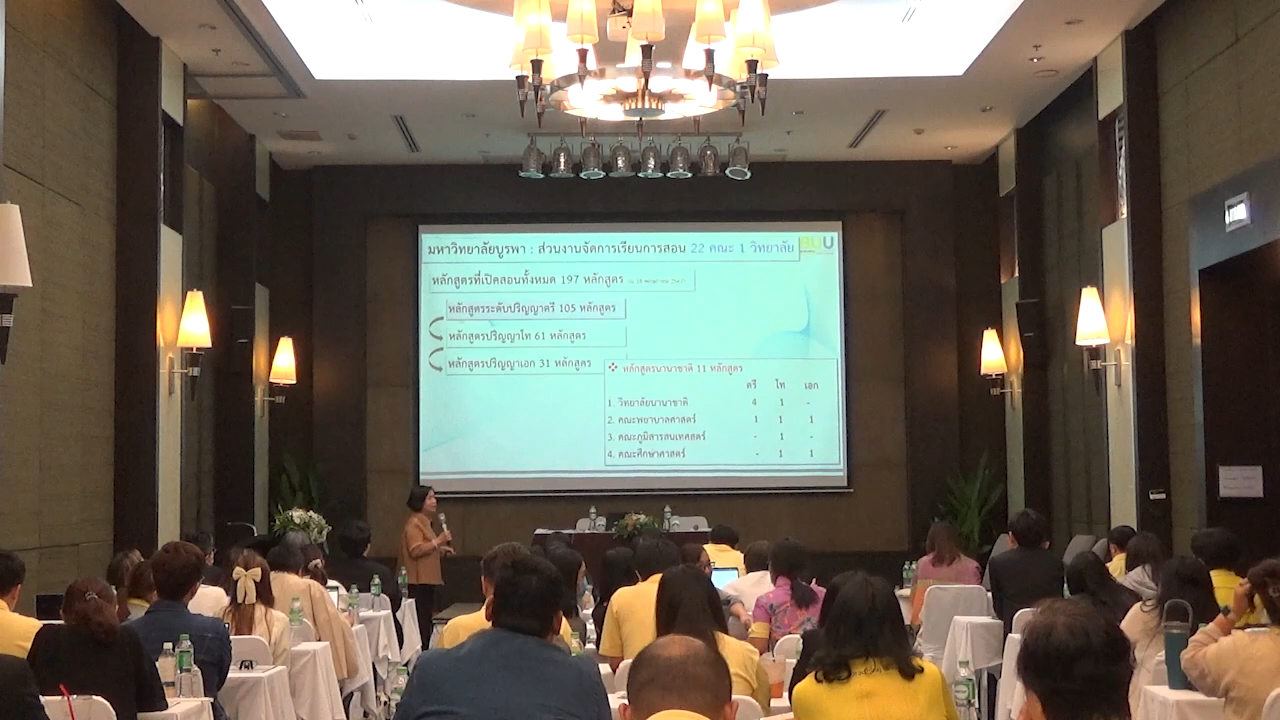 มหาวิทยาลัยบูรพา : ส่วนงานจัดการเรียนการสอน 22 คณะ 1 วิทยาลัย
BUU
หลักสูตรที่เปิดสอนทั้งหมด 197 หลักสูตร
หลักสูตรระดับปริญญาตรี 105 หลักสูตร
หลักสูตรปริญญาโท 61 หลักสูตร
หลักสูตรปริญญาเอก 31 หลักสูตร
❖ หลักสูตรนานาชาติ 11 หลักสูตร
ตรี โท เอก
1. วิทยาลัยนานาชาติ 4 1 -
2. คณะพยาบาลศาสตร์ 1 1 1
3. คณะภูมิสารสนเทศสตร์ - 1 -
4. คณะศึกษาศาสตร์ - 1 1